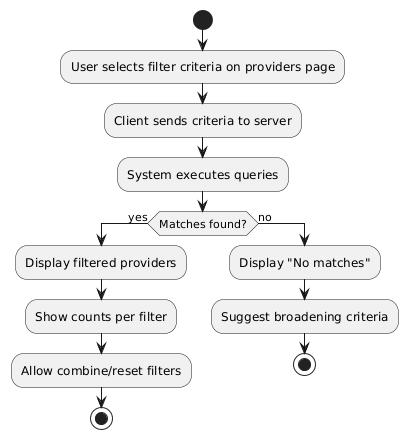 User selects filter criteria on providers page
Client sends criteria to server
System executes queries
yes
Matches found?
no
Display filtered providers
Show counts per filter
Allow combine/reset filters
Display "No matches"
Suggest broadening criteria